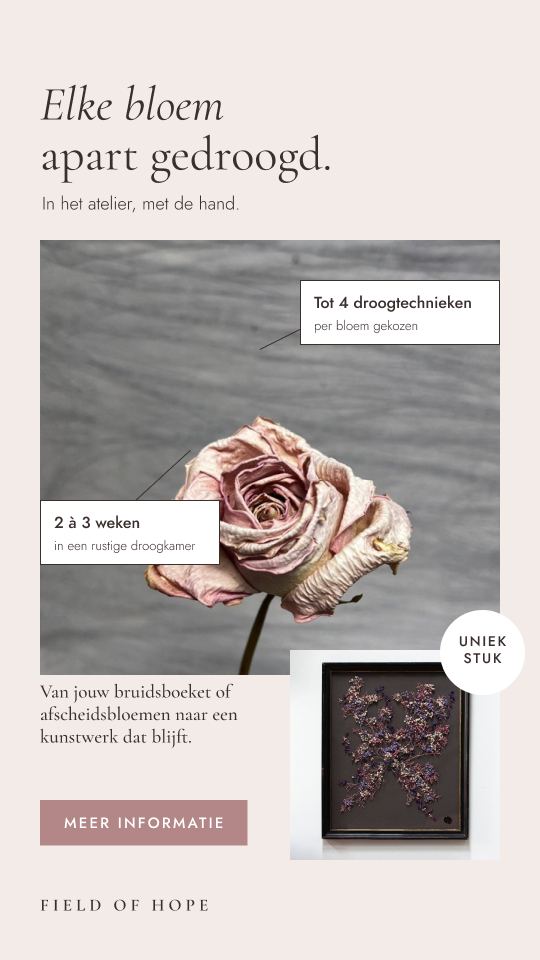 Elke bloem
apart gedroogd.
In het atelier, met de hand.
Tot 4 droogtechnieken
per bloem gekozen
2 à 3 weken
in een rustige droogkamer
UNIEK
STUK
Van jouw bruidsboeket of
afscheidsbloemen naar een
kunstwerk dat blijft.
MEER INFORMATIE
FIELD OF HOPE